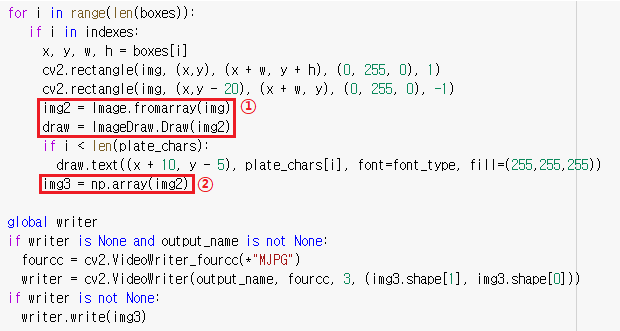 for i in range(len(boxes)):
if i in indexes:
x, y, w, h = boxes[i]
cv2.rectangle(img, (x,y), (x + w, y + h), (0, 255, 0), 1)
cv2.rectangle(img, (x,y - 20), (x + w, y), (0, 255, 0), -1)
img2 = Image.fromarray(img) ①
draw = ImageDraw.Draw(img2)
if i < len(plate_chars):
draw.text((x + 10, y - 5), plate_chars[i], font=font_type, fill=(255,255,255))
img3 = np.array(img2) ②
global writer
if writer is None and output_name is not None:
fourcc = cv2.VideoWriter_fourcc(*"MJPG")
writer = cv2.VideoWriter(output_name, fourcc, 3, (img3.shape[1], img3.shape[0]))
if writer is not None:
writer.write(img3)